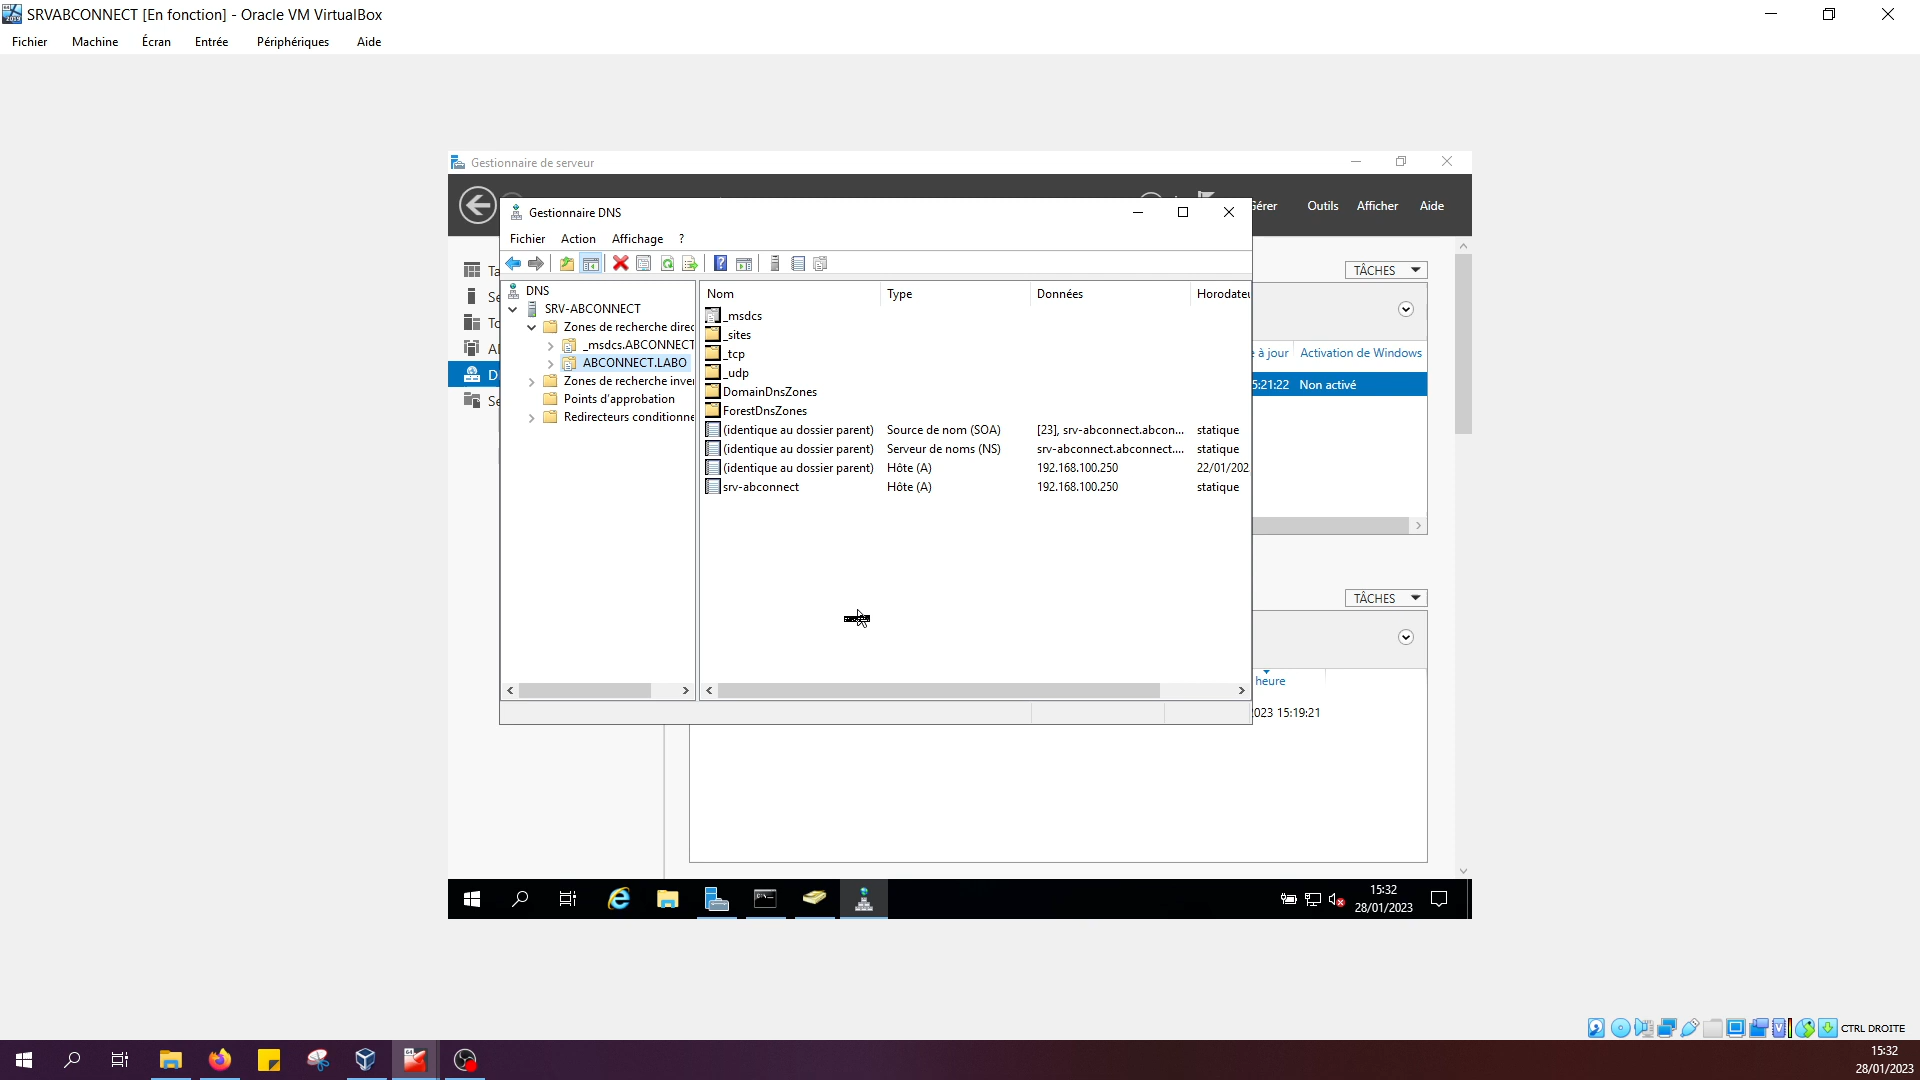 SRVABCONNECT [En fonction] - Oracle VM VirtualBox
Fichier Machine Écran Entrée Périphériques Aide
Gestionnaire de serveur
Gérer Outils Afficher Aide
Gestionnaire DNS
Fichier Action Affichage ?
TÂCHES
DNS
SRV-ABCONNECT
Zones de recherche direc
_msdcs.ABCONNECT
ABCONNECT.LABO
Zones de recherche inver
Points d'approbation
Redirecteurs conditionne
Nom Type Données Horodateu
_msdcs
_sites
_tcp
_udp
DomainDnsZones
ForestDnsZones
(identique au dossier parent) Source de nom (SOA) [23], srv-abconnect.abcon... statique
(identique au dossier parent) Serveur de noms (NS) srv-abconnect.abconnect.... statique
(identique au dossier parent) Hôte (A) 192.168.100.250 22/01/202
srv-abconnect Hôte (A) 192.168.100.250 statique
à jour Activation de Windows
5:21:22 Non activé
TÂCHES
heure
023 15:19:21
15:32
28/01/2023
CTRL DROITE
15:32
28/01/2023